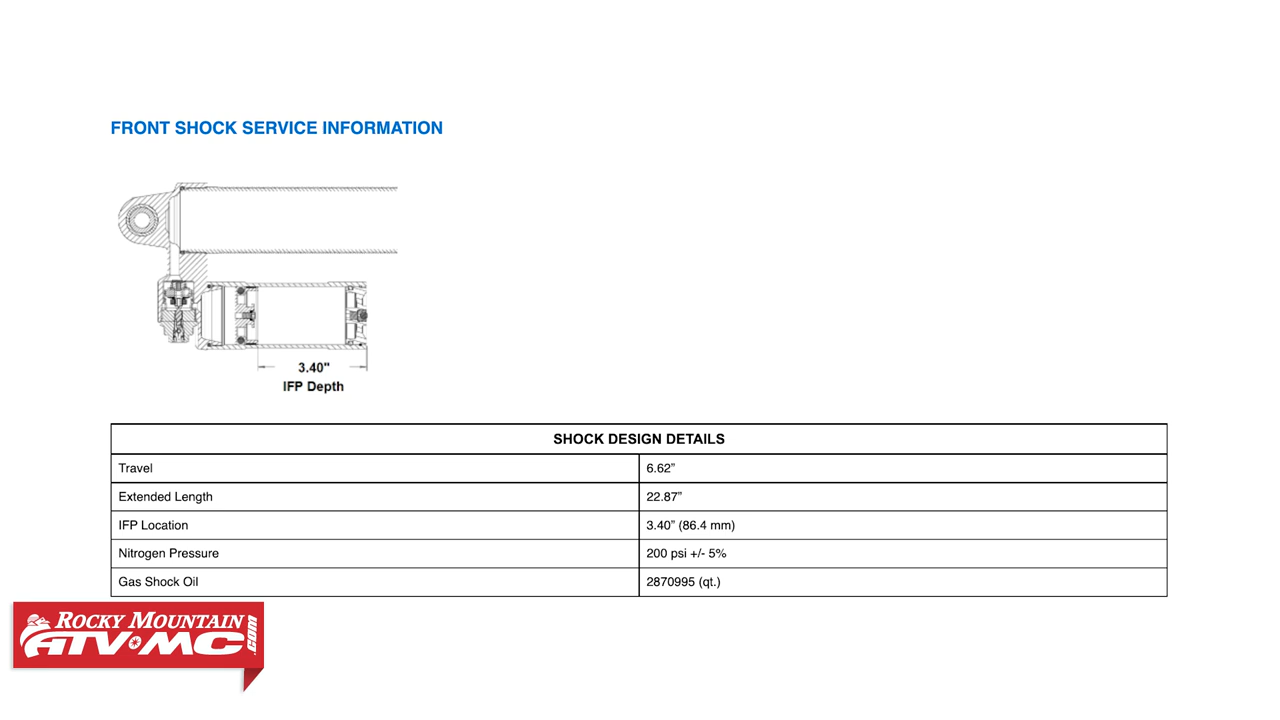 FRONT SHOCK SERVICE INFORMATION
3.40"
IFP Depth
SHOCK DESIGN DETAILS
Travel 6.62”
Extended Length 22.87”
IFP Location 3.40” (86.4 mm)
Nitrogen Pressure 200 psi +/- 5%
Gas Shock Oil 2870995 (qt.)
ROCKY MOUNTAIN
ATV•MC.com